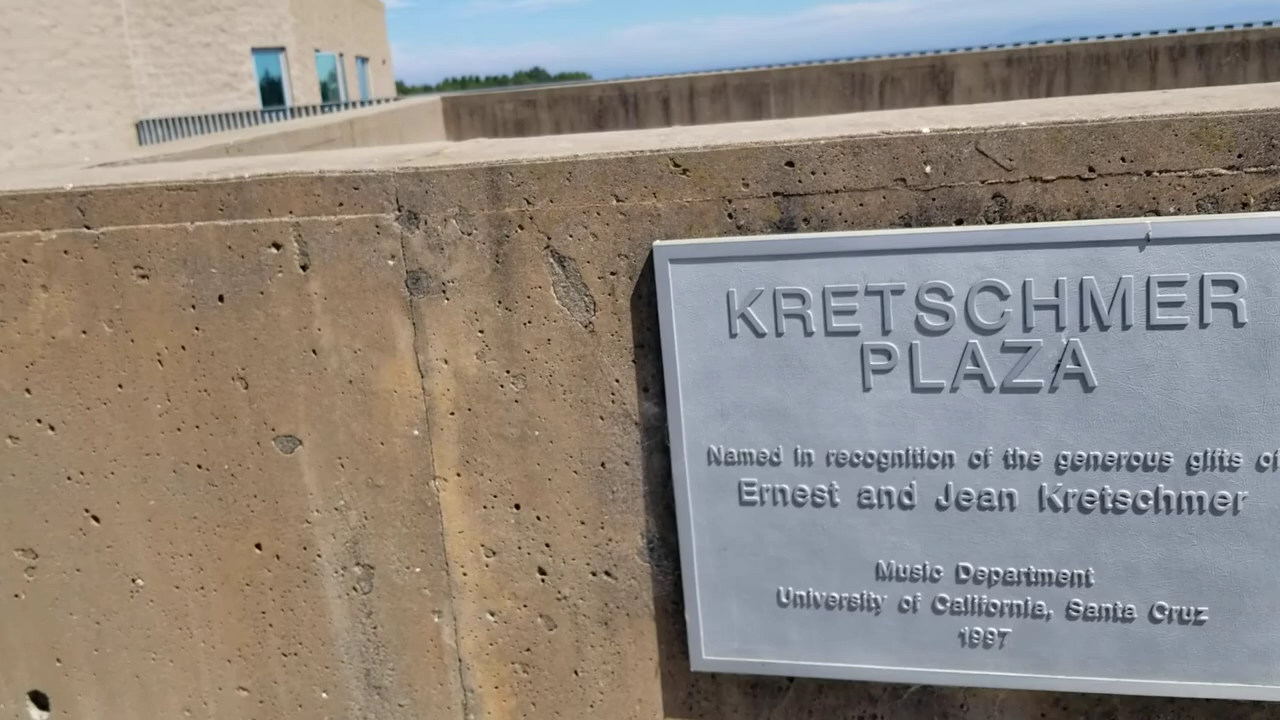 KRETSCHMER
PLAZA
Named in recognition of the generous gifts of
Ernest and Jean Kretschmer
Music Department
University of California, Santa Cruz
1997